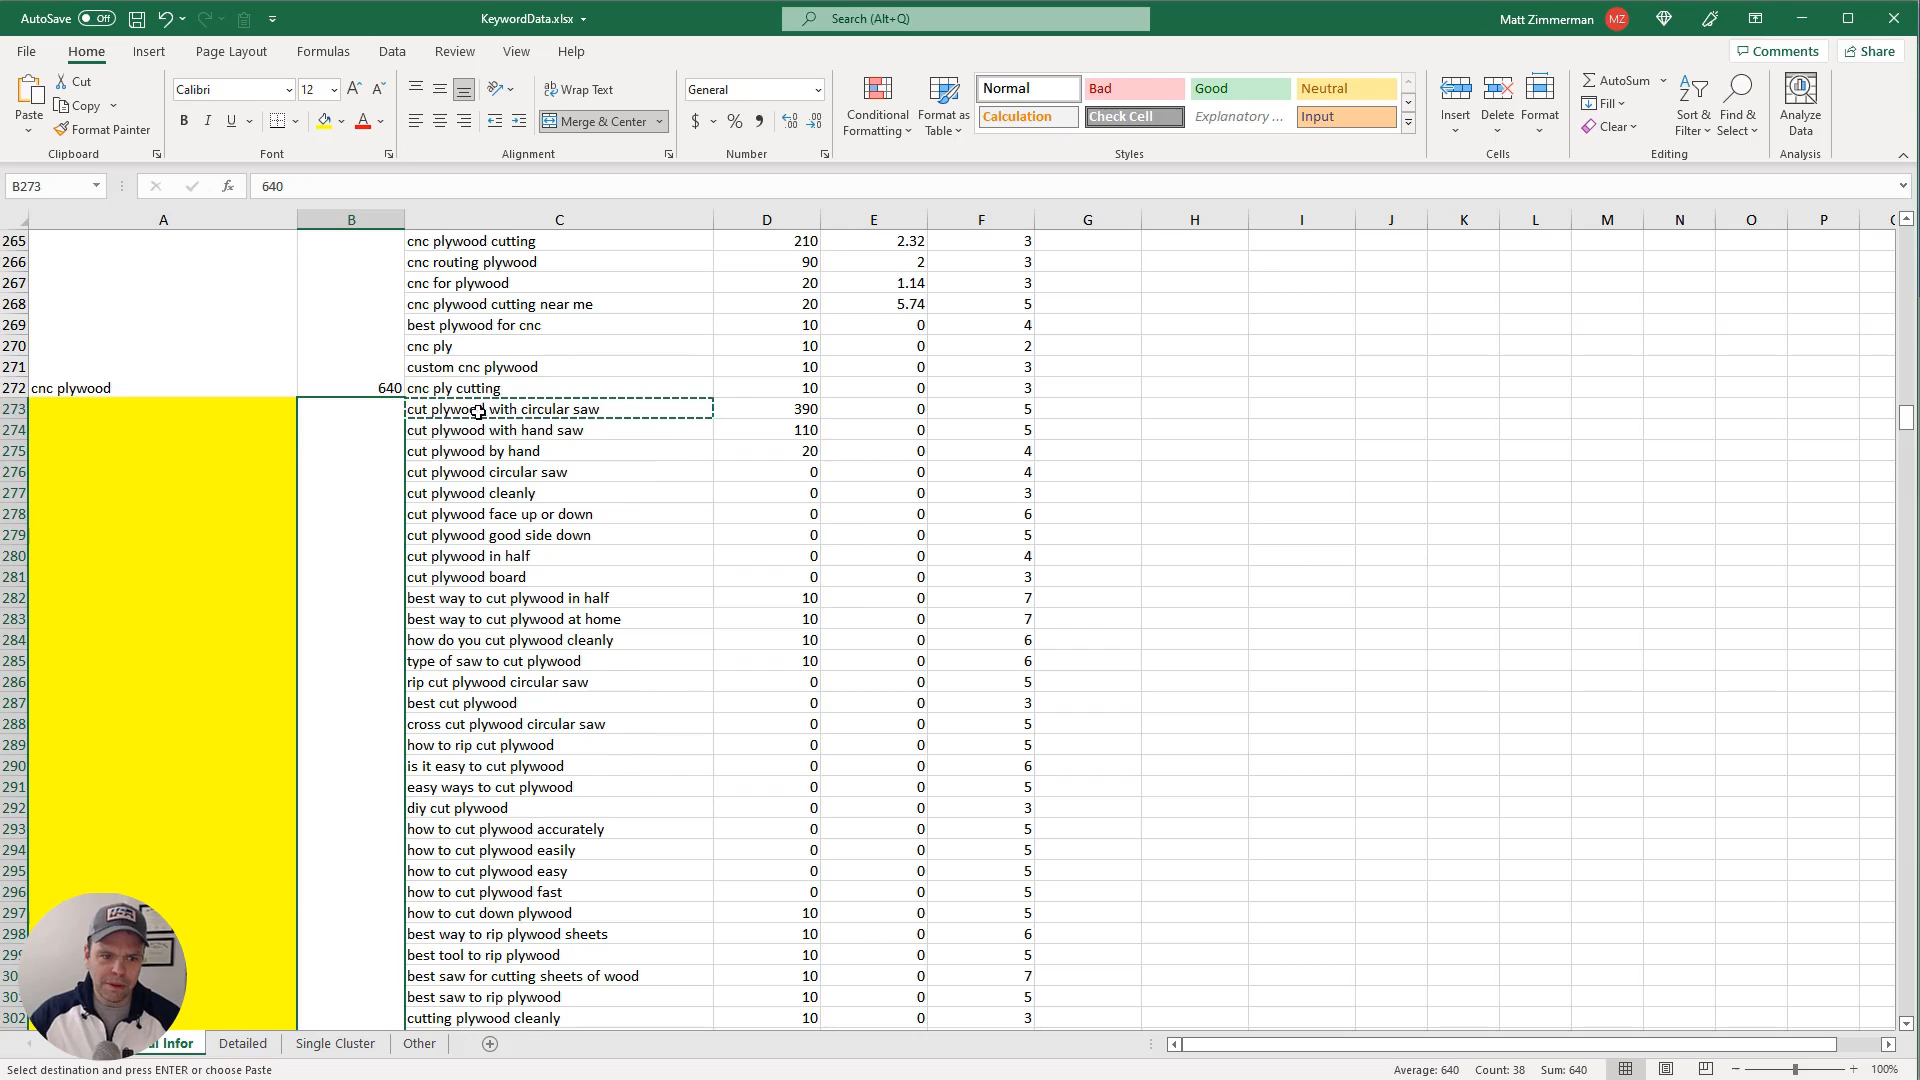 AutoSave Off
KeywordData.xlsx
Search (Alt+Q)
Matt Zimmerman MZ
File Home Insert Page Layout Formulas Data Review View Help
Comments Share
Paste Cut Copy Format Painter
Calibri 12
B I U
Wrap Text
Merge & Center
General
$ % 9
Conditional Formatting
Format as Table
Normal Bad Good Neutral
Calculation Check Cell Explanatory ... Input
Insert Delete Format
AutoSum
Fill
Clear
Sort & Filter
Find & Select
Analyze Data
Clipboard Font Alignment Number Styles Cells Editing Analysis
B273 fx 640
A B C D E F G H I J K L M N O P
265 cnc plywood cutting 210 2.32 3
266 cnc routing plywood 90 2 3
267 cnc for plywood 20 1.14 3
268 cnc plywood cutting near me 20 5.74 5
269 best plywood for cnc 10 0 4
270 cnc ply 10 0 2
271 custom cnc plywood 10 0 3
272 cnc plywood 640 cnc ply cutting 10 0 3
273 cut plywood with circular saw 390 0 5
274 cut plywood with hand saw 110 0 5
275 cut plywood by hand 20 0 4
276 cut plywood circular saw 0 0 4
277 cut plywood cleanly 0 0 3
278 cut plywood face up or down 0 0 6
279 cut plywood good side down 0 0 5
280 cut plywood in half 0 0 4
281 cut plywood board 0 0 3
282 best way to cut plywood in half 10 0 7
283 best way to cut plywood at home 10 0 7
284 how do you cut plywood cleanly 10 0 6
285 type of saw to cut plywood 10 0 6
286 rip cut plywood circular saw 0 0 5
287 best cut plywood 0 0 3
288 cross cut plywood circular saw 0 0 5
289 how to rip cut plywood 0 0 5
290 is it easy to cut plywood 0 0 6
291 easy ways to cut plywood 0 0 5
292 diy cut plywood 0 0 3
293 how to cut plywood accurately 0 0 5
294 how to cut plywood easily 0 0 5
295 how to cut plywood easy 0 0 5
296 how to cut plywood fast 0 0 5
297 how to cut down plywood 10 0 5
298 best way to rip plywood sheets 10 0 6
299 best tool to rip plywood 10 0 5
best saw for cutting sheets of wood 10 0 7
301 best saw to rip plywood 10 0 5
302 cutting plywood cleanly 10 0 3
Infor Detailed Single Cluster Other
Select destination and press ENTER or choose Paste
Average: 640 Count: 38 Sum: 640
100%